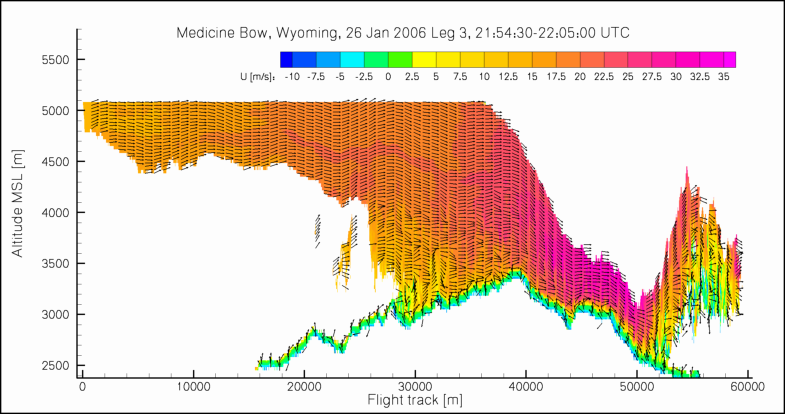 Medicine Bow, Wyoming, 26 Jan 2006 Leg 3, 21:54:30-22:05:00 UTC
U [m/s]: -10 -7.5 -5 -2.5 0 2.5 5 7.5 10 12.5 15 17.5 20 22.5 25 27.5 30 32.5 35
Altitude MSL [m]
5500
5000
4500
4000
3500
3000
2500
0 10000 20000 30000 40000 50000 60000
Flight track [m]